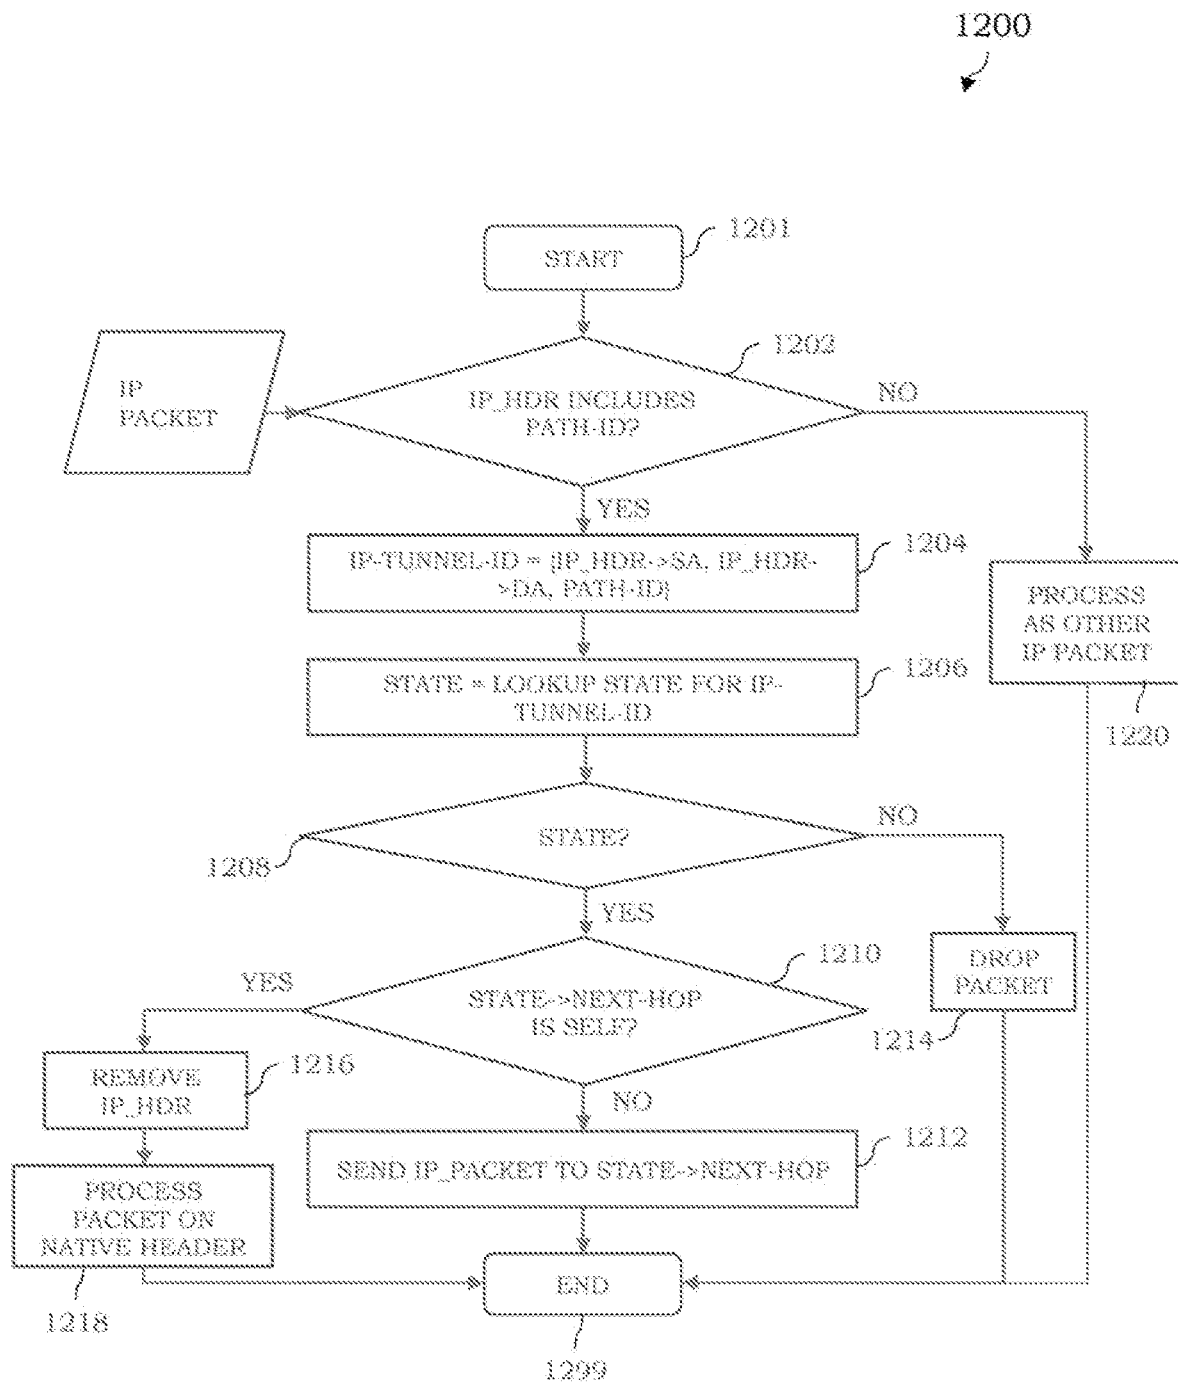 1200
1201
START
1202
IP
PACKET
IP_HDR INCLUDES
PATH-ID?
NO
YES
1204
IP-TUNNEL-ID = {IP_HDR->SA, IP_HDR-
>DA, PATH-ID}
PROCESS
AS OTHER
IP PACKET
1206
STATE = LOOKUP STATE FOR IP-
TUNNEL-ID
1220
NO
STATE?
1208
YES
1210
DROP
PACKET
YES
STATE->NEXT-HOP
IS SELF?
1214
1216
REMOVE
IP_HDR
NO
1212
SEND IP_PACKET TO STATE->NEXT-HOP
PROCESS
PACKET ON
NATIVE HEADER
END
1218
1299